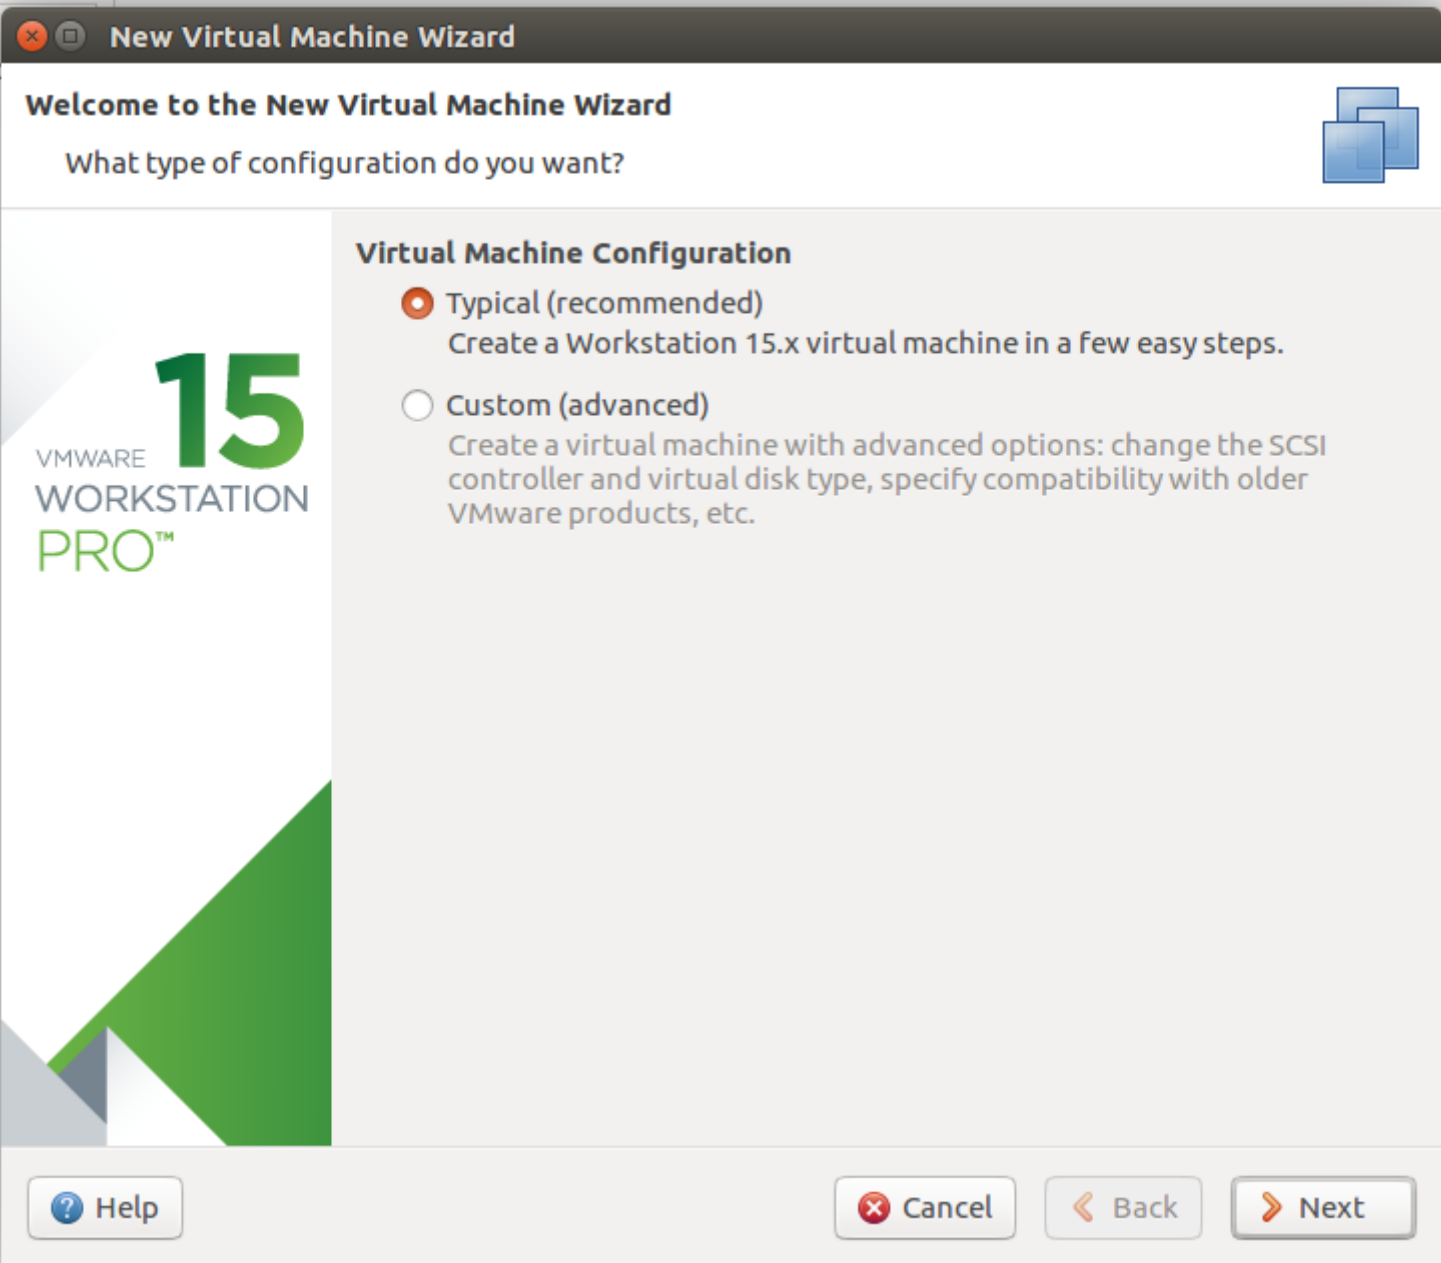 New Virtual Machine Wizard
Welcome to the New Virtual Machine Wizard
What type of configuration do you want?
Virtual Machine Configuration
Typical (recommended)
Create a Workstation 15.x virtual machine in a few easy steps.
Custom (advanced)
Create a virtual machine with advanced options: change the SCSI
controller and virtual disk type, specify compatibility with older
VMware products, etc.
15
VMWARE
WORKSTATION
PRO™
Help
Cancel
Back
Next